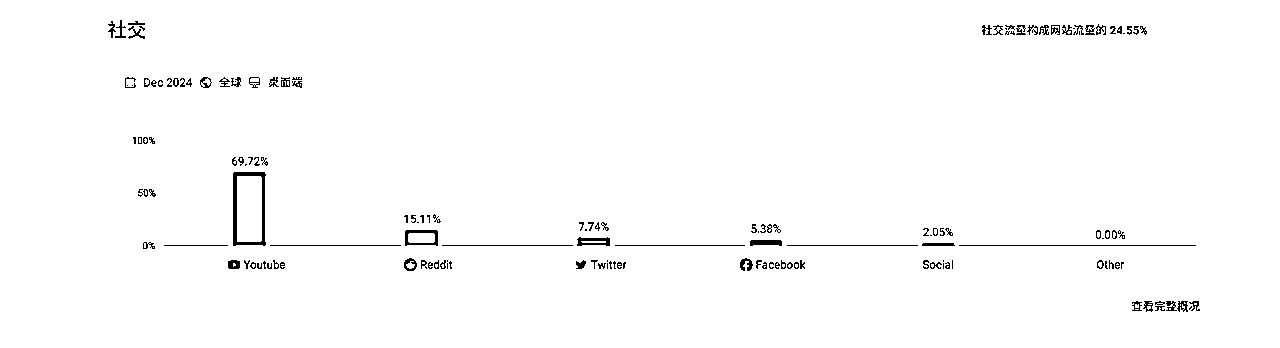 社交
社交流量构成网站流量的 24.55%
Dec 2024 全球 桌面端
100%
69.72%
50%
15.11%
7.74%
5.38%
2.05%
0.00%
0%
Youtube Reddit Twitter Facebook Social Other
查看完整概况